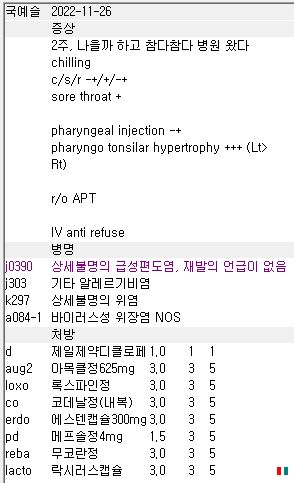 국예슬 2022-11-26
증상
2주, 나을까 하고 참다참다 병원 왔다
chilling
c/s/r -+/+/-+
sore throat +
pharyngeal injection -+
pharyngo tonsilar hypertrophy +++ (Lt>
Rt)
r/o APT
IV anti refuse
병명
j0390 상세불명의 급성편도염, 재발의 언급이 없음
j303 기타 알레르기비염
k297 상세불명의 위염
a084-1 바이러스성 위장염 NOS
처방
d 제일제약디클로페 1.0 1 1
aug2 아목클정625mg 3.0 3 5
loxo 록스파인정 3.0 3 5
co 코데날정(내복) 3.0 3 5
erdo 에스텐캡슐300mg 3.0 3 5
pd 메프솔정4mg 1.5 3 5
reba 무코란정 3.0 3 5
lacto 락시러스캡슐 3.0 3 5